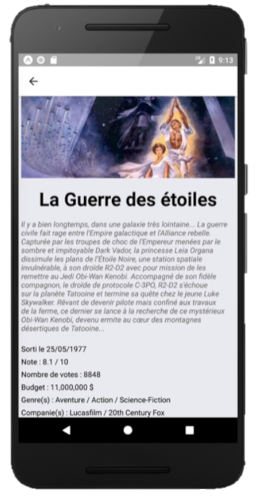 9:13
La Guerre des étoiles
Il y a bien longtemps, dans une galaxie très lointaine... La guerre
civile fait rage entre l'Empire galactique et l'Alliance rebelle.
Capturée par les troupes de choc de l'Empereur menées par le
sombre et impitoyable Dark Vador, la princesse Leia Organa
dissimule les plans de l'Étoile Noire, une station spatiale
invulnérable, à son droïde R2-D2 avec pour mission de les
remettre au Jedi Obi-Wan Kenobi. Accompagné de son fidèle
compagnon, le droïde de protocole C-3PO, R2-D2 s'échoue
sur la planète Tatooine et termine sa quête chez le jeune Luke
Skywalker. Rêvant de devenir pilote mais confiné aux travaux
de la ferme, ce dernier se lance à la recherche de ce mystérieux
Obi-Wan Kenobi, devenu ermite au cœur des montagnes
désertiques de Tatooine...
Sorti le 25/05/1977
Note : 8.1 / 10
Nombre de votes : 8848
Budget : 11,000,000 $
Genre(s) : Aventure / Action / Science-Fiction
Companie(s) : Lucasfilm / 20th Century Fox